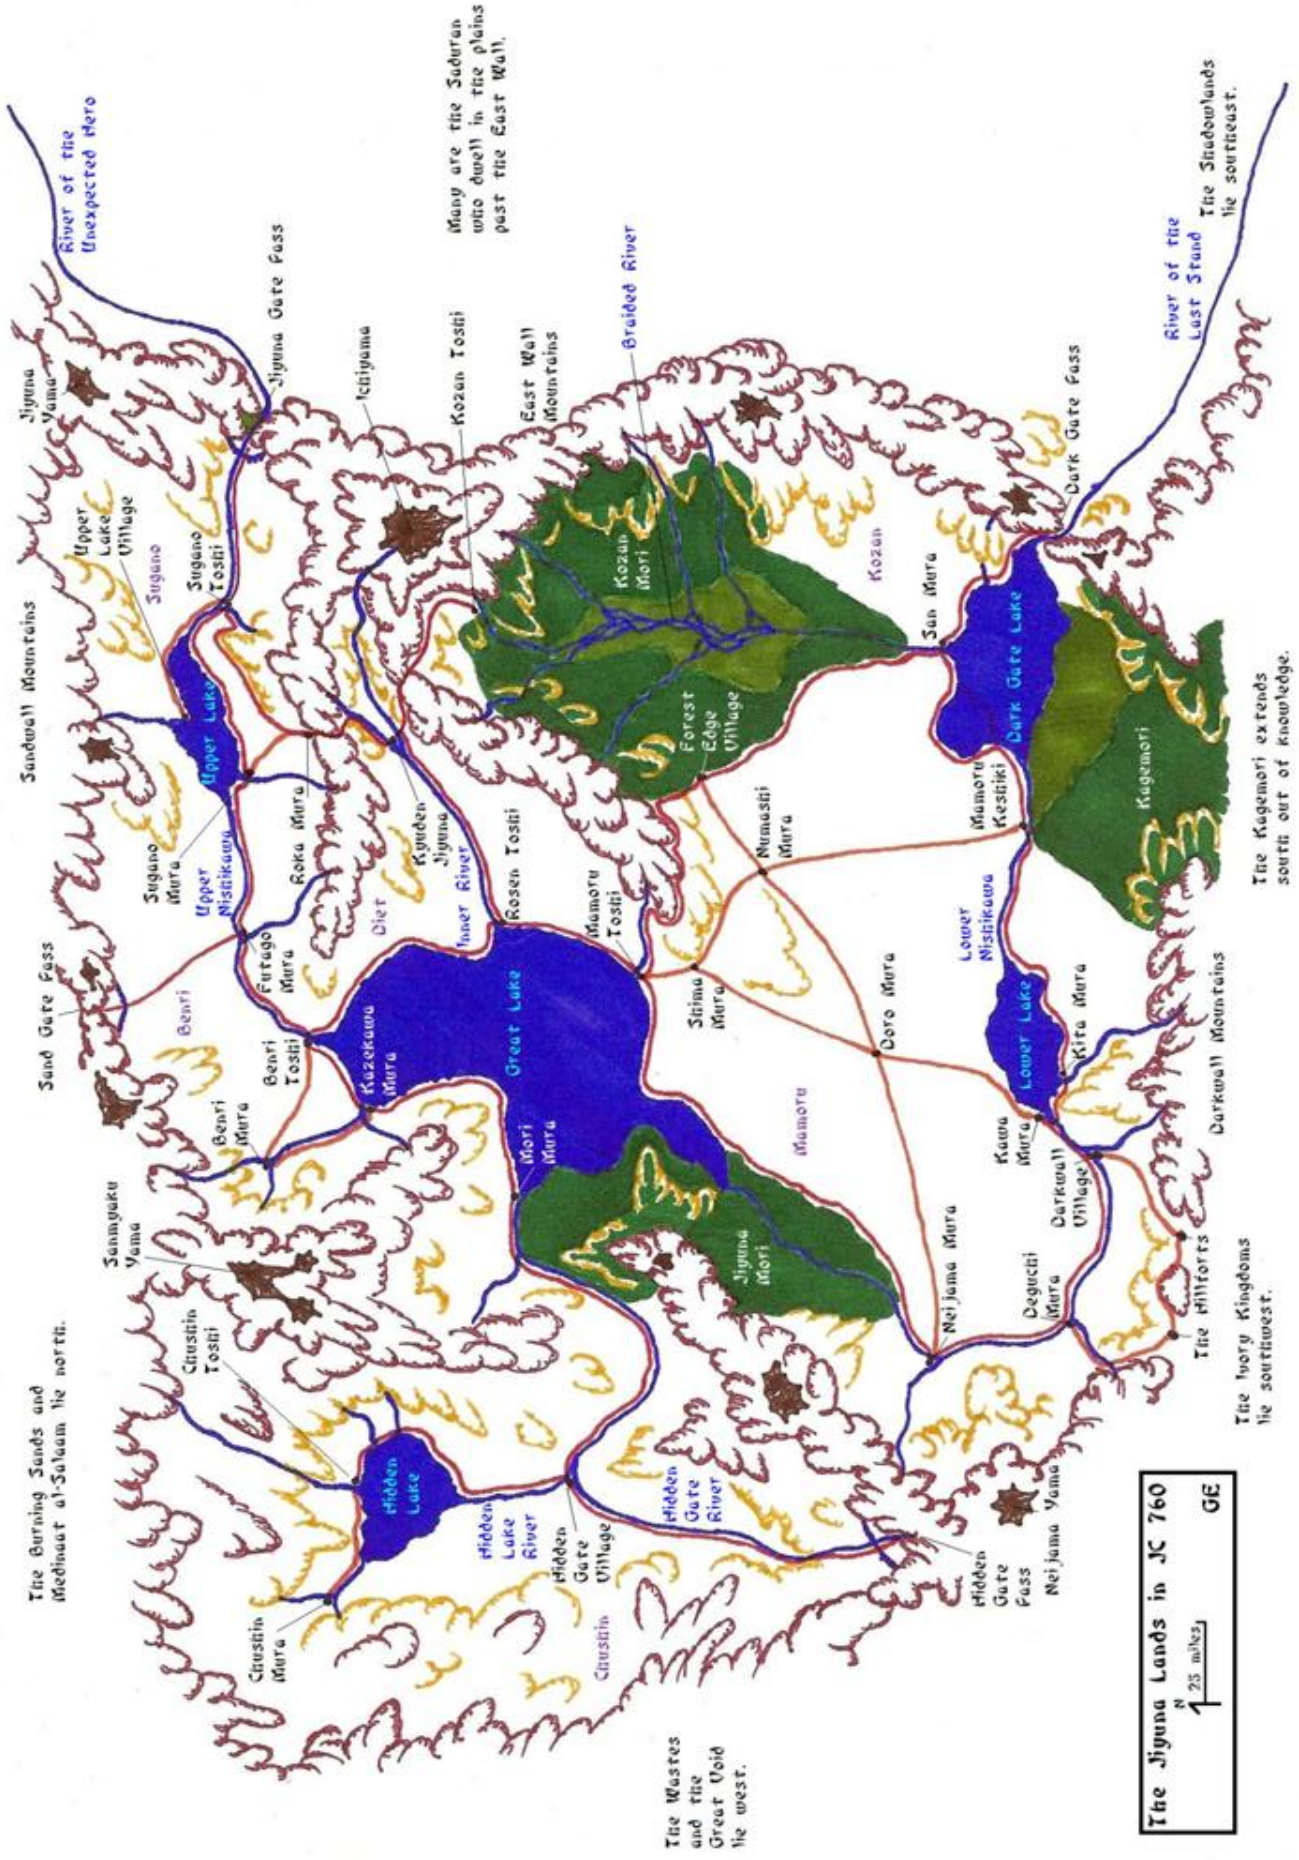 The Burning Sands and
Medinaat al-Salaam lie north.
Sand Gate Pass
Sandwall Mountains
Jiyuna
Yama
River of the
Unexpected Hero
Sanmyaku
Yama
Upper
Lake
Village
Sugano
Chushin
Toshi
Benri
Benri
Mura
Sugano
Mura
Sugano
Toshi
Upper
Nishikawa
Upper Lake
Chushin
Mura
Benri
Toshi
Futago
Mura
Roka Mura
Jiyuna Gate Pass
Ichiyama
Kazekawa
Mura
Diet
Hidden
Lake
Kyuden
Jiyuna
Inner River
Kozan Toshi
Many are the Saduran
who dwell in the plains
past the East Wall.
Hidden
Lake
River
Great Lake
Rosen Toshi
East Wall
Mountains
Mori
Mura
Hidden
Gate
Village
Chushin
Mamoru
Toshi
Kozan
Mori
Braided River
Hidden
Gate
River
Shima
Mura
Forest
Edge
Village
The Wastes
and the
Great Void
lie west.
Jiyuna
Mori
Numashi
Mura
Mamoru
Doro Mura
Kozan
Neijama Mura
San Mura
Hidden
Gate
Pass
Lower
Nishikawa
Mamoru
Keshiki
Dark Gate Lake
Kawa
Mura
Lower Lake
Neijama Yama
Deguchi
Mura
Darkwall
Village
Kita Mura
Dark Gate Pass
Kagemori
River of the
Last Stand
The Hillforts
Darkwall Mountains
The Shadowlands
lie southeast.
The Ivory Kingdoms
lie southwest.
The Kagemori extends
south out of knowledge.
The Jiyuna Lands in JC 760
N
25 miles
GE